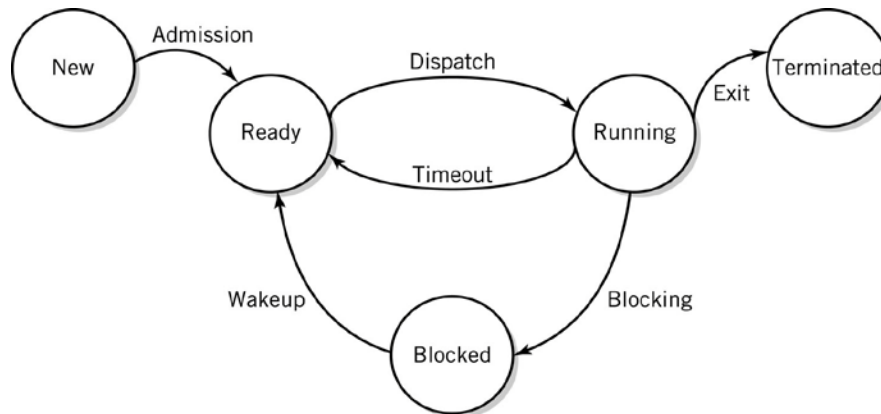 Admission
New
Dispatch
Terminated
Exit
Ready
Running
Timeout
Wakeup
Blocking
Blocked